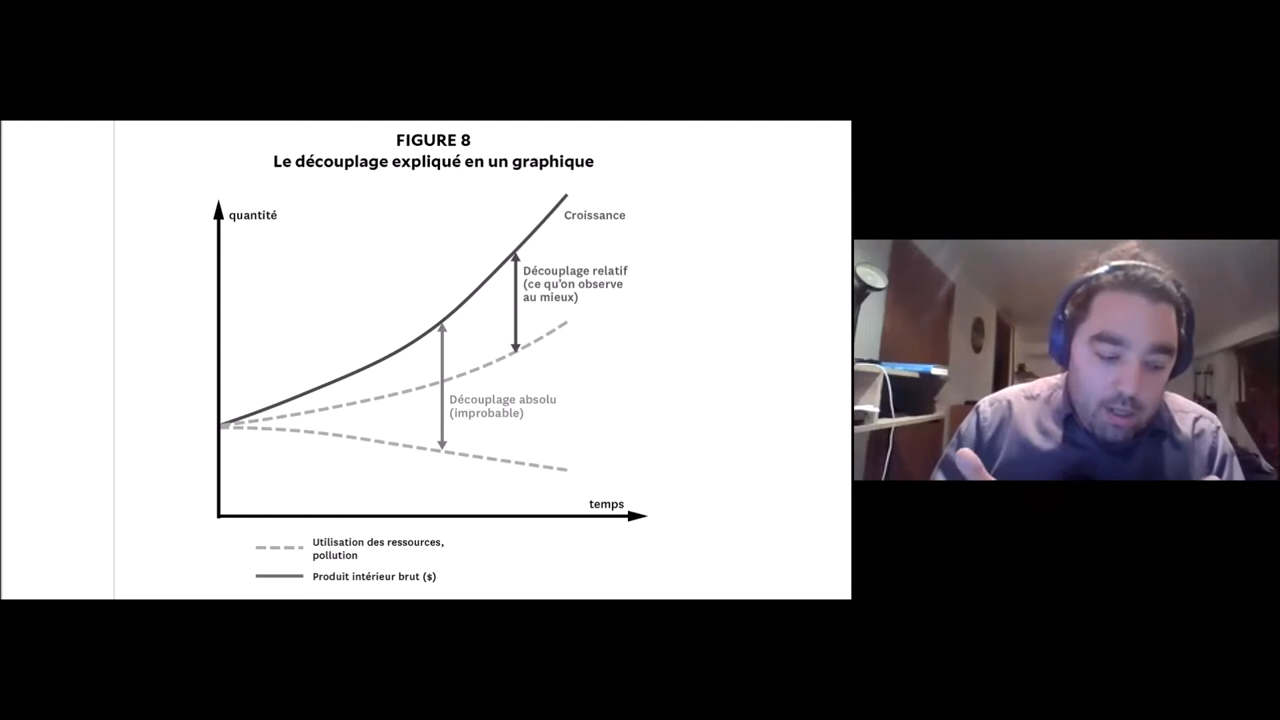 FIGURE 8
Le découplage expliqué en un graphique
quantité
Croissance
Découplage relatif
(ce qu'on observe
au mieux)
Découplage absolu
(improbable)
temps
Utilisation des ressources,
pollution
Produit intérieur brut ($)